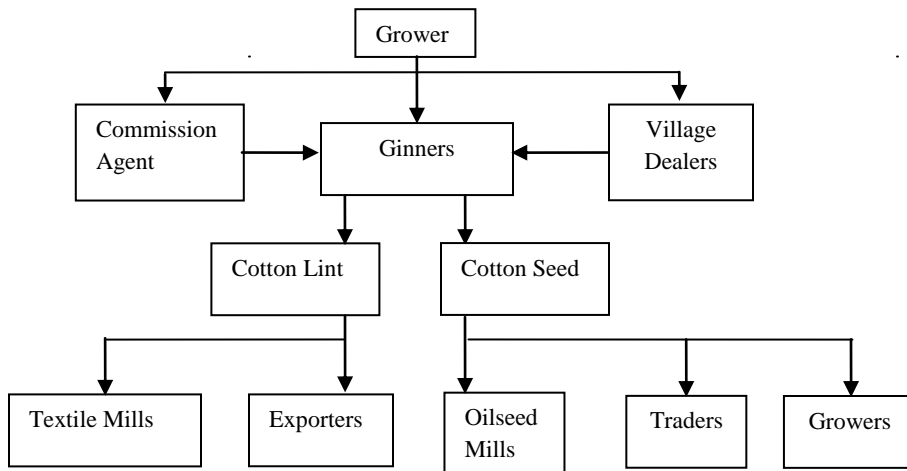 Grower
Commission
Agent
Ginners
Village
Dealers
Cotton Lint
Cotton Seed
Textile Mills
Exporters
Oilseed
Mills
Traders
Growers